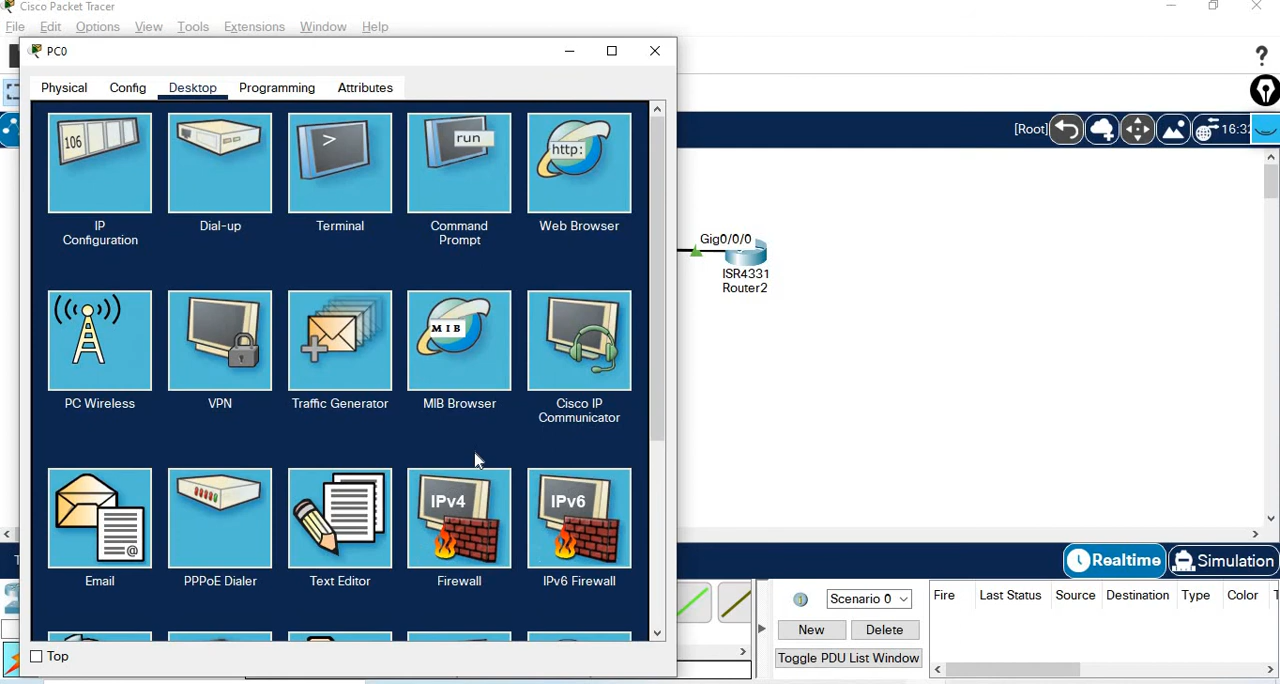 Cisco Packet Tracer
File Edit Options View Tools Extensions Window Help
PC0
Physical Config Desktop Programming Attributes
106
>
run
http:
IP Configuration
Dial-up
Terminal
Command Prompt
Web Browser
MIB
PC Wireless
VPN
Traffic Generator
MIB Browser
Cisco IP Communicator
@
IPv4
IPv6
Email
PPPoE Dialer
Text Editor
Firewall
IPv6 Firewall
Top
?
[Root]
16:32
Gig0/0/0
ISR4331
Router2
Realtime
Simulation
Scenario 0
New
Delete
Toggle PDU List Window
Fire Last Status Source Destination Type Color